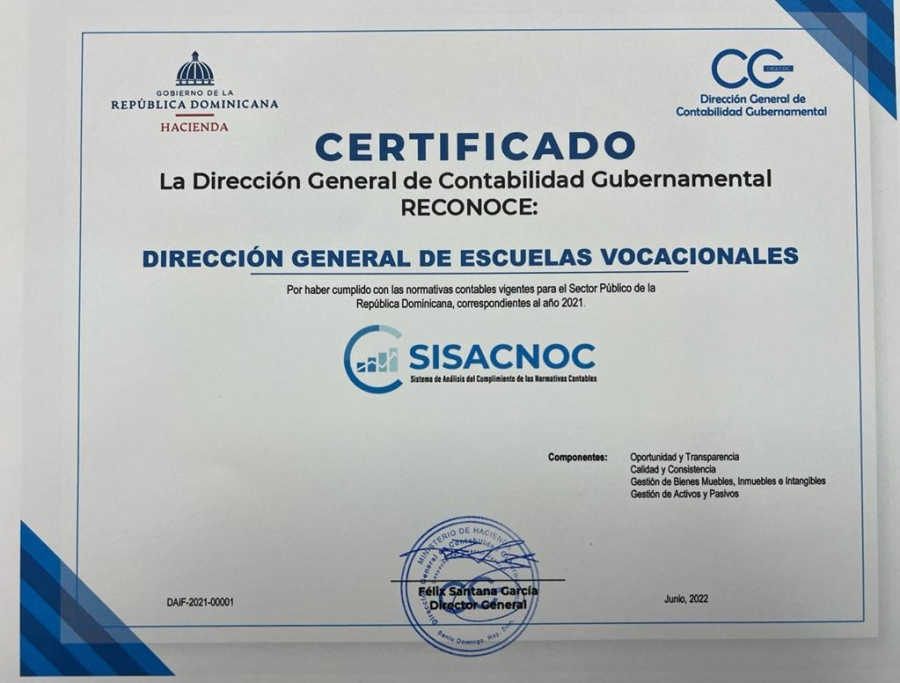 GOBIERNO DE LA
REPÚBLICA DOMINICANA
HACIENDA
CG
DIGECOG
Dirección General de
Contabilidad Gubernamental
CERTIFICADO
La Dirección General de Contabilidad Gubernamental
RECONOCE:
DIRECCIÓN GENERAL DE ESCUELAS VOCACIONALES
Por haber cumplido con las normativas contables vigentes para el Sector Público de la
República Dominicana, correspondientes al año 2021.
SISACNOC
Sistema de Análisis del Cumplimiento de las Normativas Contables
Componentes:
Oportunidad y Transparencia
Calidad y Consistencia
Gestión de Bienes Muebles, Inmuebles e Intangibles
Gestión de Activos y Pasivos
MINISTERIO DE HACIENDA
Dirección General de Contabilidad
Félix Santana García
Director General
Santo Domingo, Rep. Dom.
DAIF-2021-00001
Junio, 2022